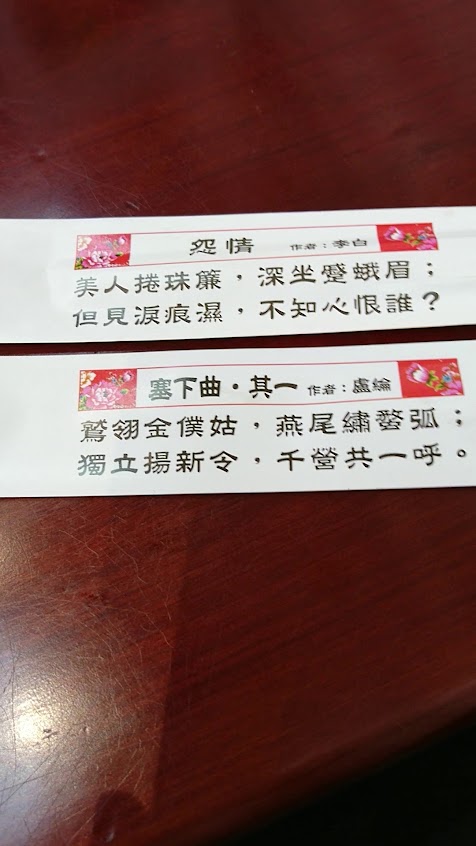 怨情 作者：李白
美人捲珠簾，深坐蹙蛾眉；
但見淚痕濕，不知心恨誰？
塞下曲・其一 作者：盧綸
鷲翎金僕姑，燕尾繡蝥弧；
獨立揚新令，千營共一呼。